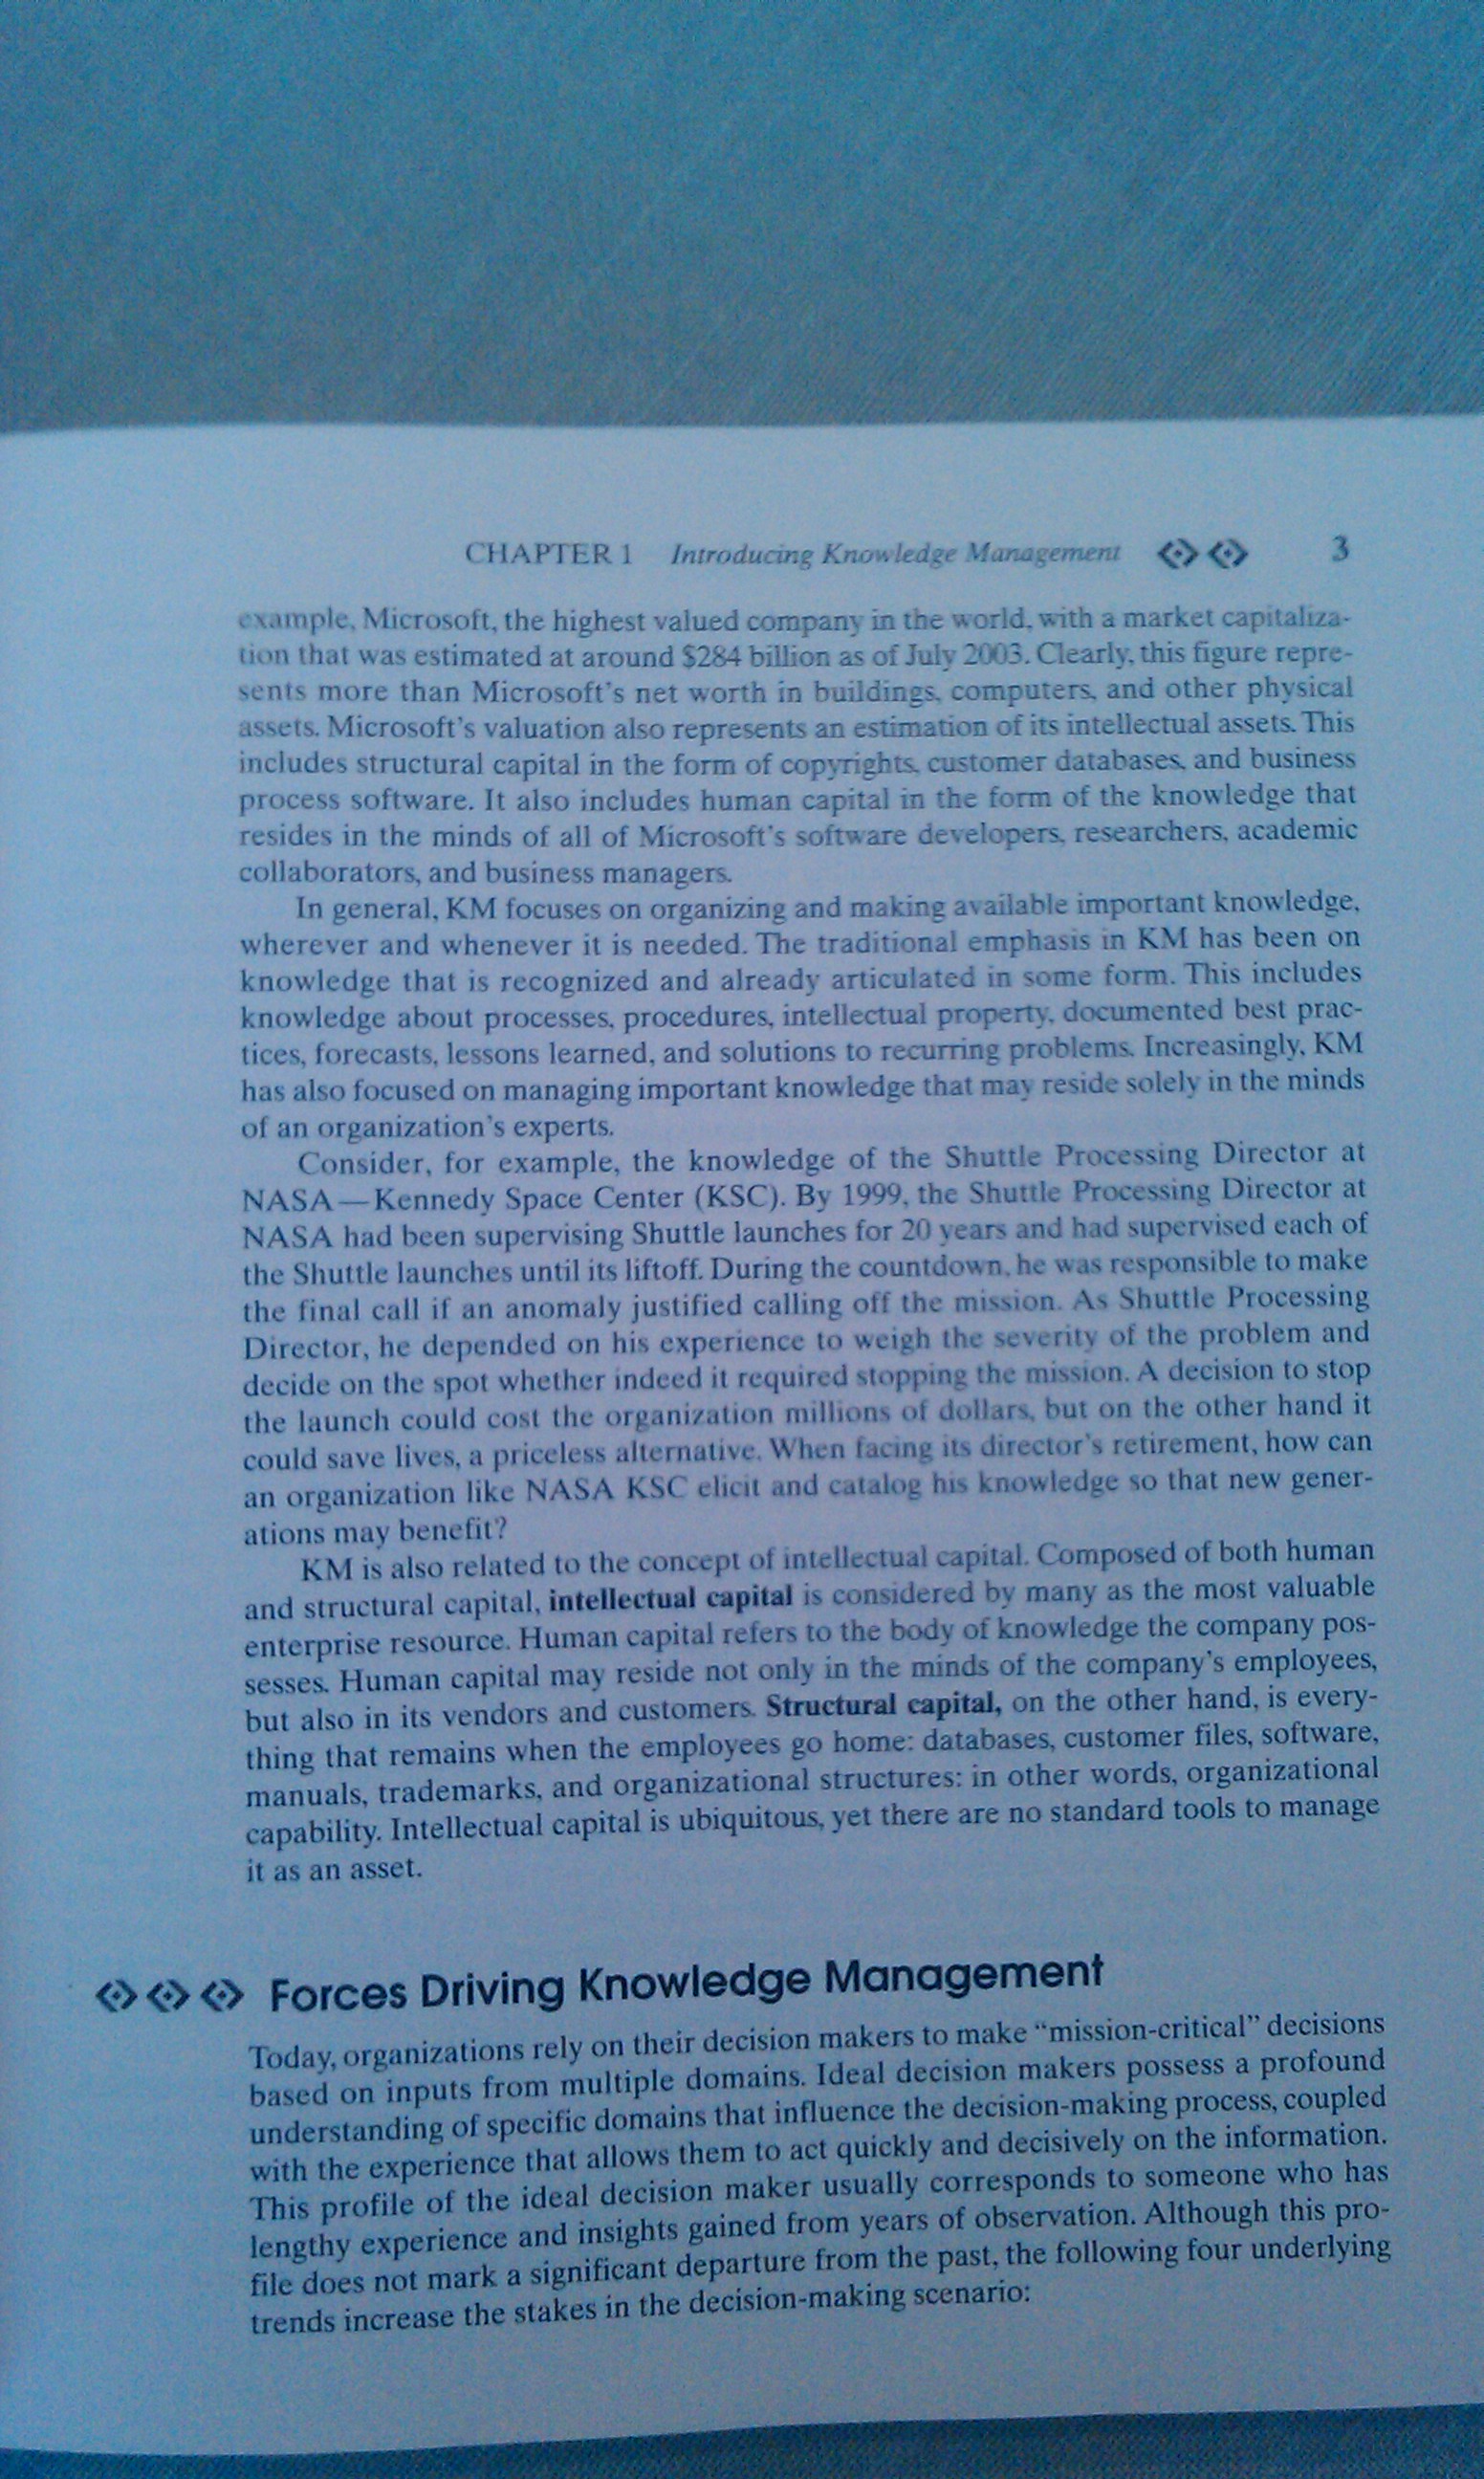 CHAPTER 1 Introducing Knowledge Management 3
example, Microsoft, the highest valued company in the world, with a market capitaliza-
tion that was estimated at around $284 billion as of July 2003. Clearly, this figure repre-
sents more than Microsoft's net worth in buildings, computers, and other physical
assets. Microsoft's valuation also represents an estimation of its intellectual assets. This
includes structural capital in the form of copyrights, customer databases, and business
process software. It also includes human capital in the form of the knowledge that
resides in the minds of all of Microsoft's software developers, researchers, academic
collaborators, and business managers.
In general, KM focuses on organizing and making available important knowledge,
wherever and whenever it is needed. The traditional emphasis in KM has been on
knowledge that is recognized and already articulated in some form. This includes
knowledge about processes, procedures, intellectual property, documented best prac-
tices, forecasts, lessons learned, and solutions to recurring problems. Increasingly, KM
has also focused on managing important knowledge that may reside solely in the minds
of an organization's experts.
Consider, for example, the knowledge of the Shuttle Processing Director at
NASA—Kennedy Space Center (KSC). By 1999, the Shuttle Processing Director at
NASA had been supervising Shuttle launches for 20 years and had supervised each of
the Shuttle launches until its liftoff. During the countdown, he was responsible to make
the final call if an anomaly justified calling off the mission. As Shuttle Processing
Director, he depended on his experience to weigh the severity of the problem and
decide on the spot whether indeed it required stopping the mission. A decision to stop
the launch could cost the organization millions of dollars, but on the other hand it
could save lives, a priceless alternative. When facing its director's retirement, how can
an organization like NASA KSC elicit and catalog his knowledge so that new gener-
ations may benefit?
KM is also related to the concept of intellectual capital. Composed of both human
and structural capital, intellectual capital is considered by many as the most valuable
enterprise resource. Human capital refers to the body of knowledge the company pos-
sesses. Human capital may reside not only in the minds of the company's employees,
but also in its vendors and customers. Structural capital, on the other hand, is every-
thing that remains when the employees go home: databases, customer files, software,
manuals, trademarks, and organizational structures: in other words, organizational
capability. Intellectual capital is ubiquitous, yet there are no standard tools to manage
it as an asset.
Forces Driving Knowledge Management
Today, organizations rely on their decision makers to make “mission-critical” decisions
based on inputs from multiple domains. Ideal decision makers possess a profound
understanding of specific domains that influence the decision-making process, coupled
with the experience that allows them to act quickly and decisively on the information.
This profile of the ideal decision maker usually corresponds to someone who has
lengthy experience and insights gained from years of observation. Although this pro-
file does not mark a significant departure from the past, the following four underlying
trends increase the stakes in the decision-making scenario: